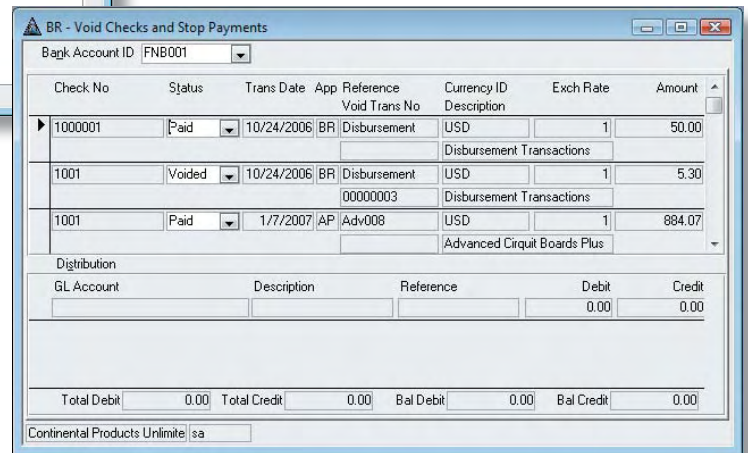 BR - Void Checks and Stop Payments
Bank Account ID FNB001
Check No Status Trans Date App Reference Currency ID Exch Rate Amount
Void Trans No Description
1000001 Paid 10/24/2006 BR Disbursement USD 1 50.00
Disbursement Transactions
1001 Voided 10/24/2006 BR Disbursement USD 1 5.30
00000003 Disbursement Transactions
1001 Paid 1/7/2007 AP Adv008 USD 1 884.07
Advanced Cirquit Boards Plus
Distribution
GL Account Description Reference Debit Credit
0.00 0.00
Total Debit 0.00 Total Credit 0.00 Bal Debit 0.00 Bal Credit 0.00
Continental Products Unlimite sa